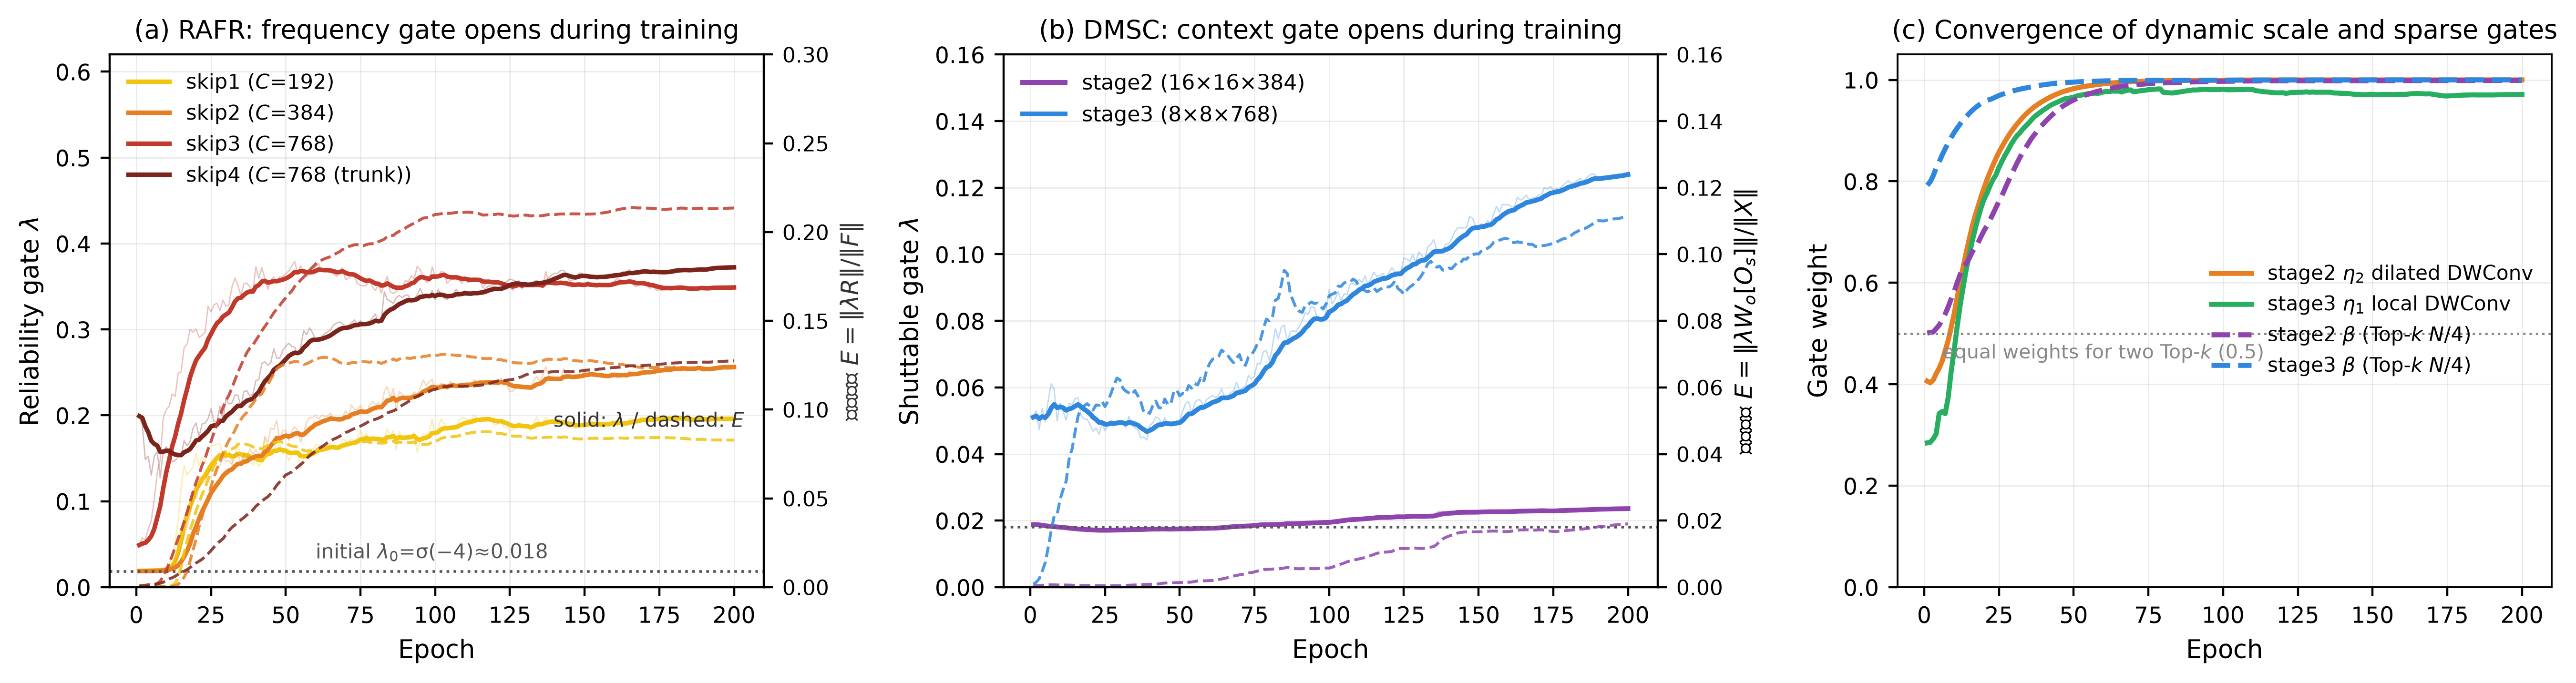 (a) RAFR: frequency gate opens during training
Reliability gate λ
0.6
0.5
0.4
0.3
0.2
0.1
0.0
skip1 (C=192)
skip2 (C=384)
skip3 (C=768)
skip4 (C=768 (trunk))
solid: λ / dashed: E
initial λ₀=σ(−4)≈0.018
0.30
0.25
0.20
0.15
0.10
0.05
0.00
E = ‖λR‖/‖F‖
0 25 50 75 100 125 150 175 200
Epoch
(b) DMSC: context gate opens during training
Shuttable gate λ
0.16
0.14
0.12
0.10
0.08
0.06
0.04
0.02
0.00
stage2 (16×16×384)
stage3 (8×8×768)
0.16
0.14
0.12
0.10
0.08
0.06
0.04
0.02
0.00
E = ‖λWₒ[Oₛ]‖/‖X‖
0 25 50 75 100 125 150 175 200
Epoch
(c) Convergence of dynamic scale and sparse gates
Gate weight
1.0
0.8
0.6
0.4
0.2
0.0
stage2 η₂ dilated DWConv
stage3 η₁ local DWConv
stage2 β (Top-k N/4)
stage3 β (Top-k N/4)
equal weights for two Top-k (0.5)
0 25 50 75 100 125 150 175 200
Epoch